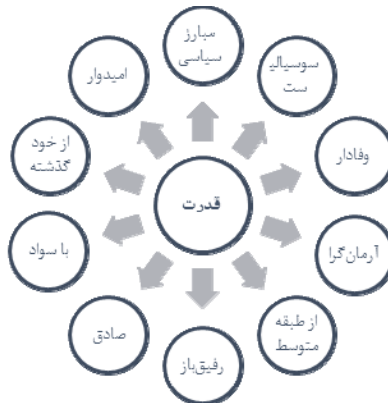 مبارژ
سیاسی
سوسیالی
ست
وفادار
آرمان‌گرا
از طبقه
متوسط
رفیق‌باز
صادق
با سواد
از خود
گذشته
امیدوار
قدرت